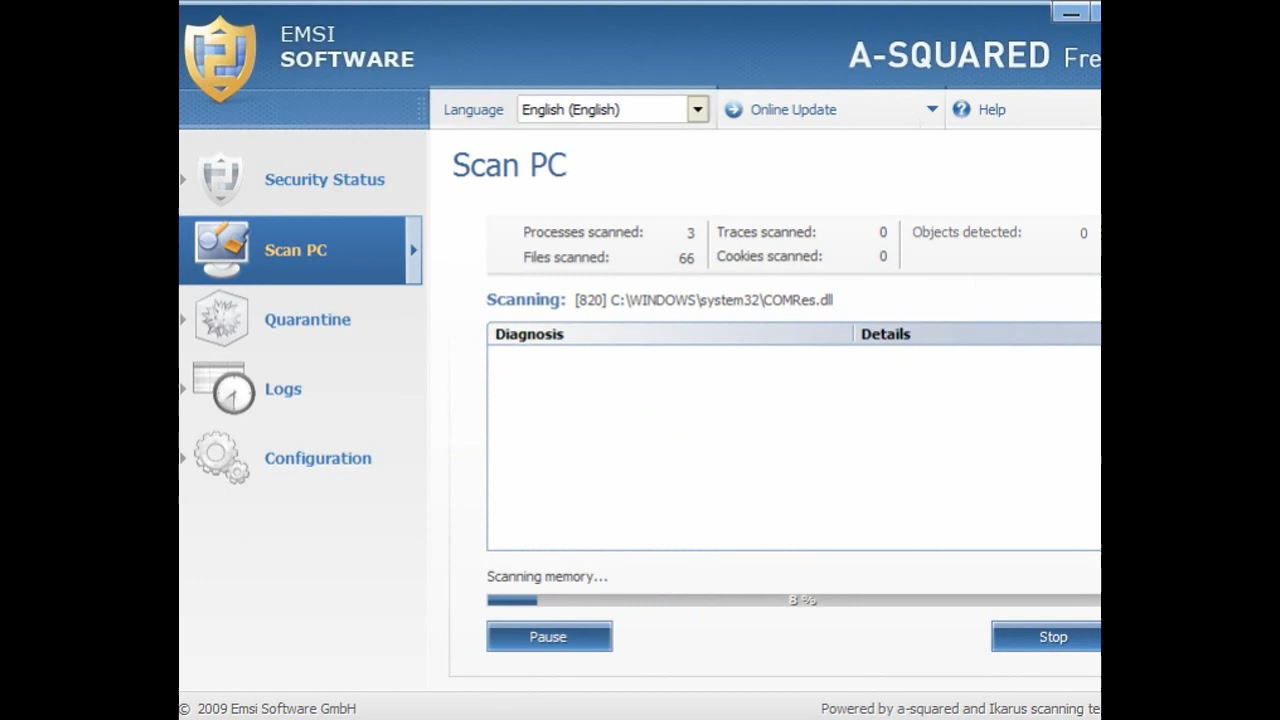 EMSI
SOFTWARE
A-SQUARED Fre
Language English (English) Online Update Help
Scan PC
Security Status
Scan PC
Quarantine
Logs
Configuration
Processes scanned: 3 Traces scanned: 0 Objects detected: 0
Files scanned: 66 Cookies scanned: 0
Scanning: [820] C:\WINDOWS\system32\COMRes.dll
Diagnosis Details
Scanning memory...
8 %
Pause Stop
© 2009 Emsi Software GmbH Powered by a-squared and Ikarus scanning te